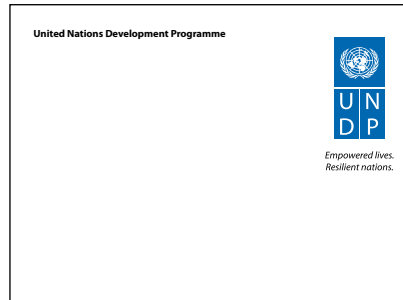 United Nations Development Programme
U N
D P
Empowered lives.
Resilient nations.